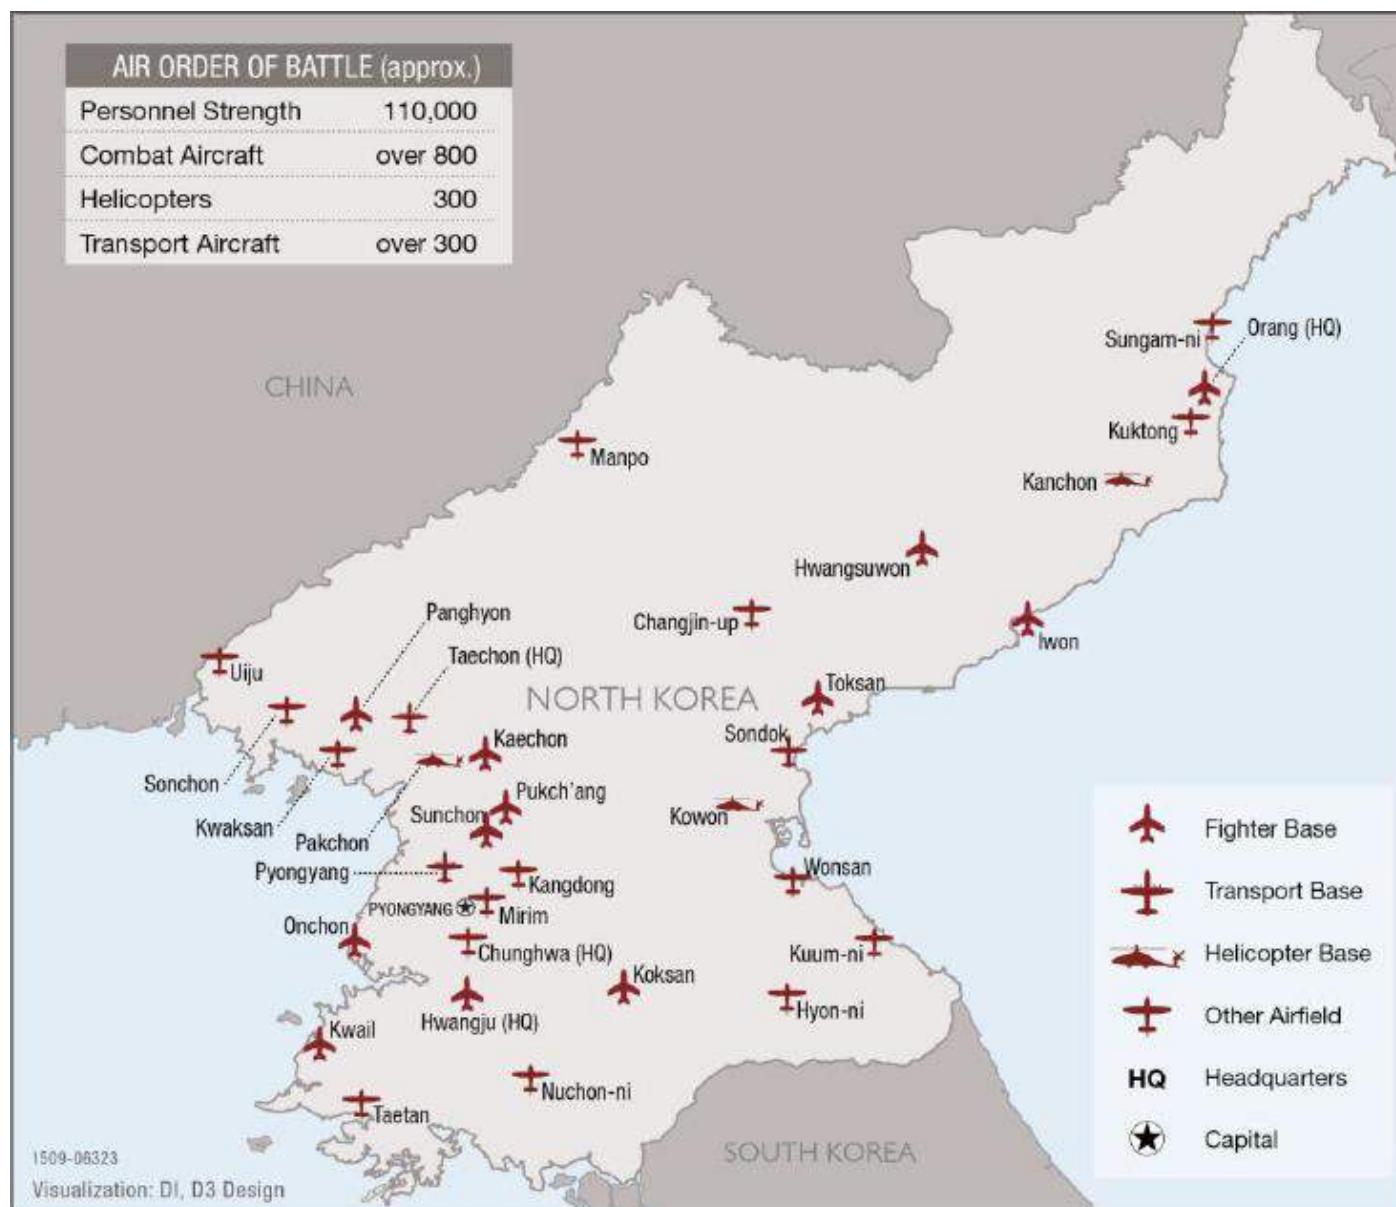 AIR ORDER OF BATTLE (approx.)
Personnel Strength 110,000
Combat Aircraft over 800
Helicopters 300
Transport Aircraft over 300
CHINA
Sungam-ni
Orang (HQ)
Kuktong
Manpo
Kanchon
Hwangsuwon
Panghyon
Changjin-up
Iwon
Taechon (HQ)
Uiju
NORTH KOREA
Toksan
Sondok
Kaechon
Sonchon
Pukch'ang
Sunchon
Kowon
Kwaksan
Pakchon
Pyongyang
Wonsan
Kangdong
PYONGYANG
Mirim
Onchon
Chunghwa (HQ)
Kuum-ni
Koksan
Hyon-ni
Hwangju (HQ)
Kwail
Nuchon-ni
Taetan
SOUTH KOREA
Fighter Base
Transport Base
Helicopter Base
Other Airfield
HQ Headquarters
Capital
1509-06323
Visualization: DI, D3 Design